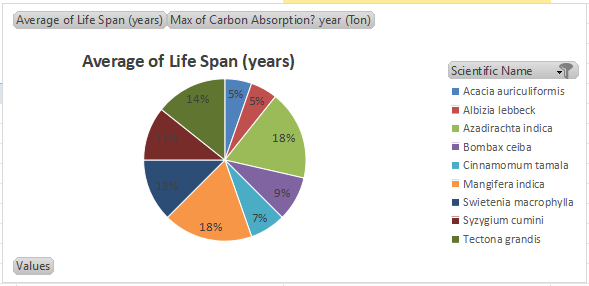 Average of Life Span (years) Max of Carbon Absorption? year (Ton)
Average of Life Span (years)
Scientific Name
Acacia auriculiformis
Albizia lebbeck
Azadirachta indica
Bombax ceiba
Cinnamomum tamala
Mangifera indica
Swietenia macrophylla
Syzygium cumini
Tectona grandis
5%
5%
18%
9%
7%
18%
14%
Values